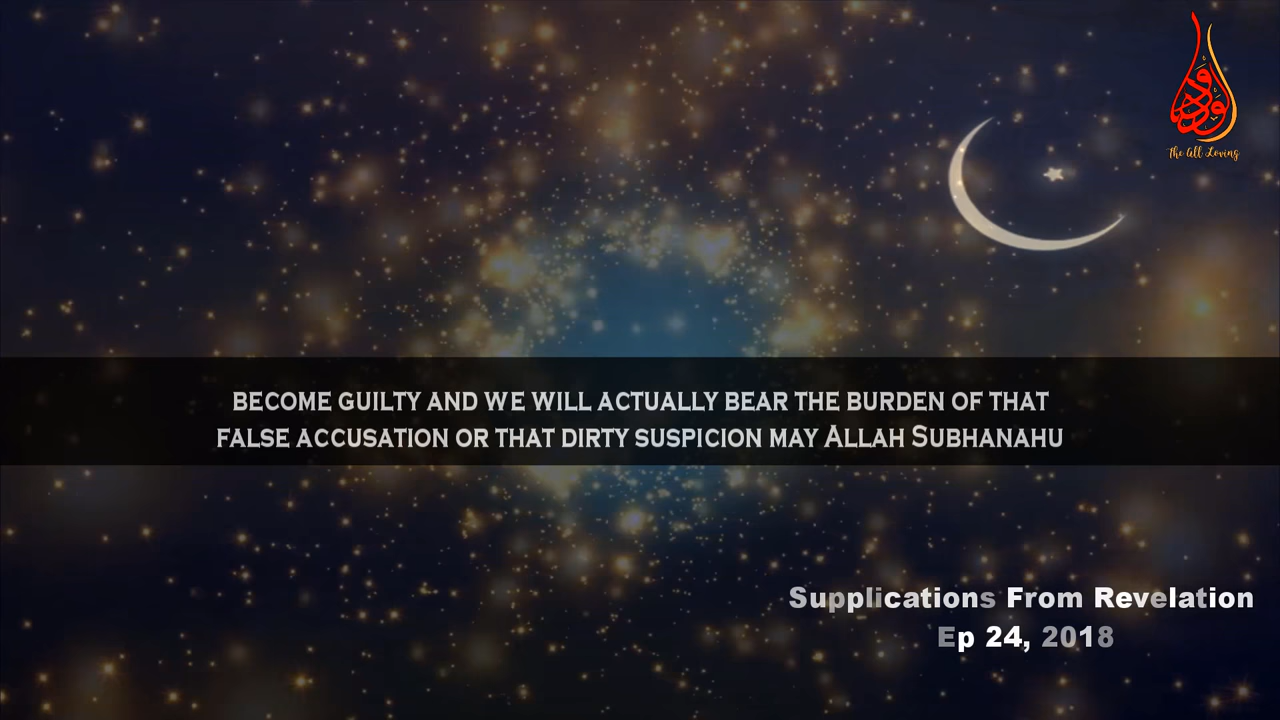 الودود
The All Loving
BECOME GUILTY AND WE WILL ACTUALLY BEAR THE BURDEN OF THAT
FALSE ACCUSATION OR THAT DIRTY SUSPICION MAY ALLAH SUBHANAHU
Supplications From Revelation
Ep 24, 2018